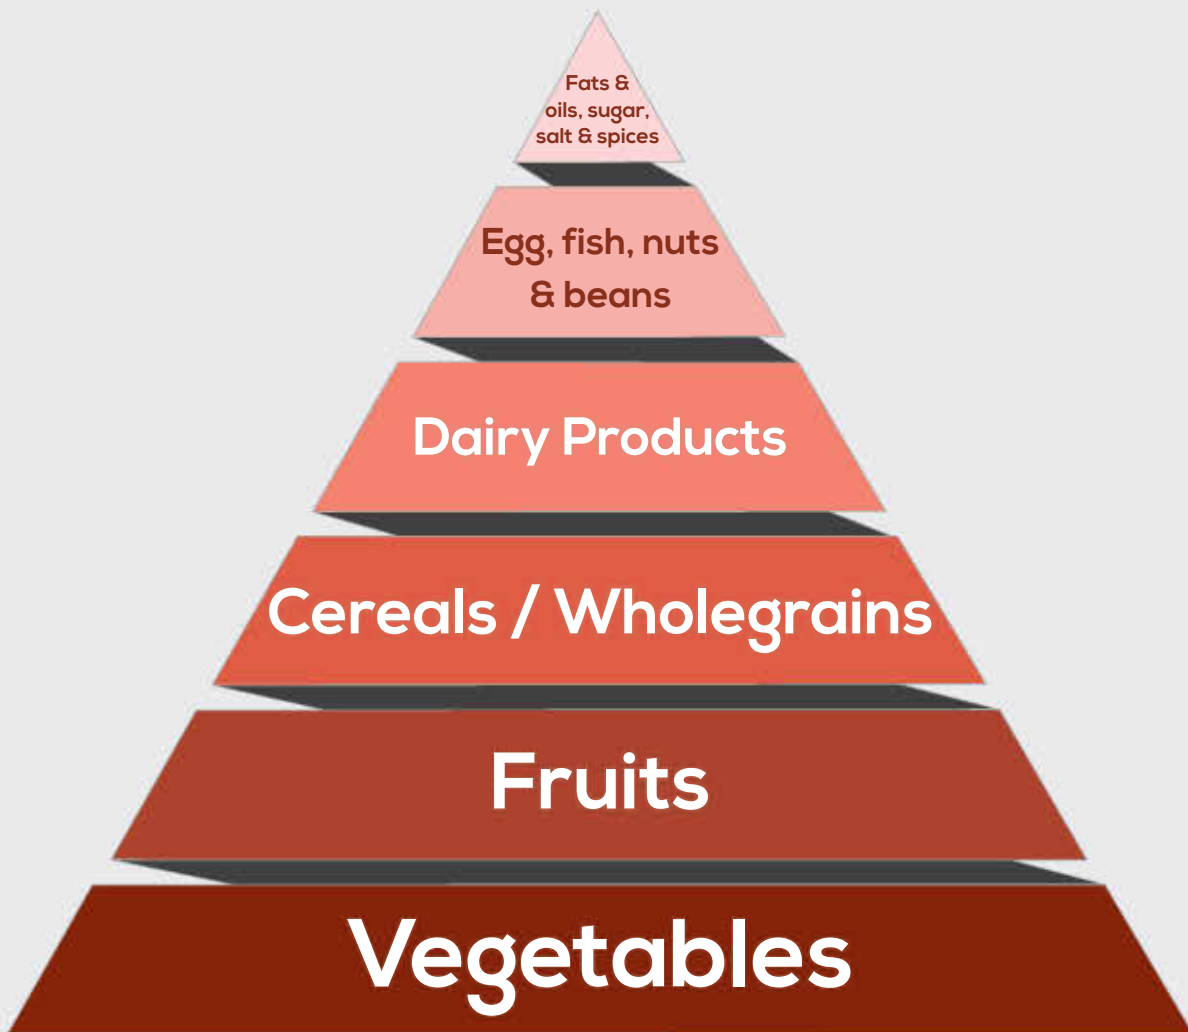 Fats &
oils, sugar,
salt & spices
Egg, fish, nuts
& beans
Dairy Products
Cereals / Wholegrains
Fruits
Vegetables